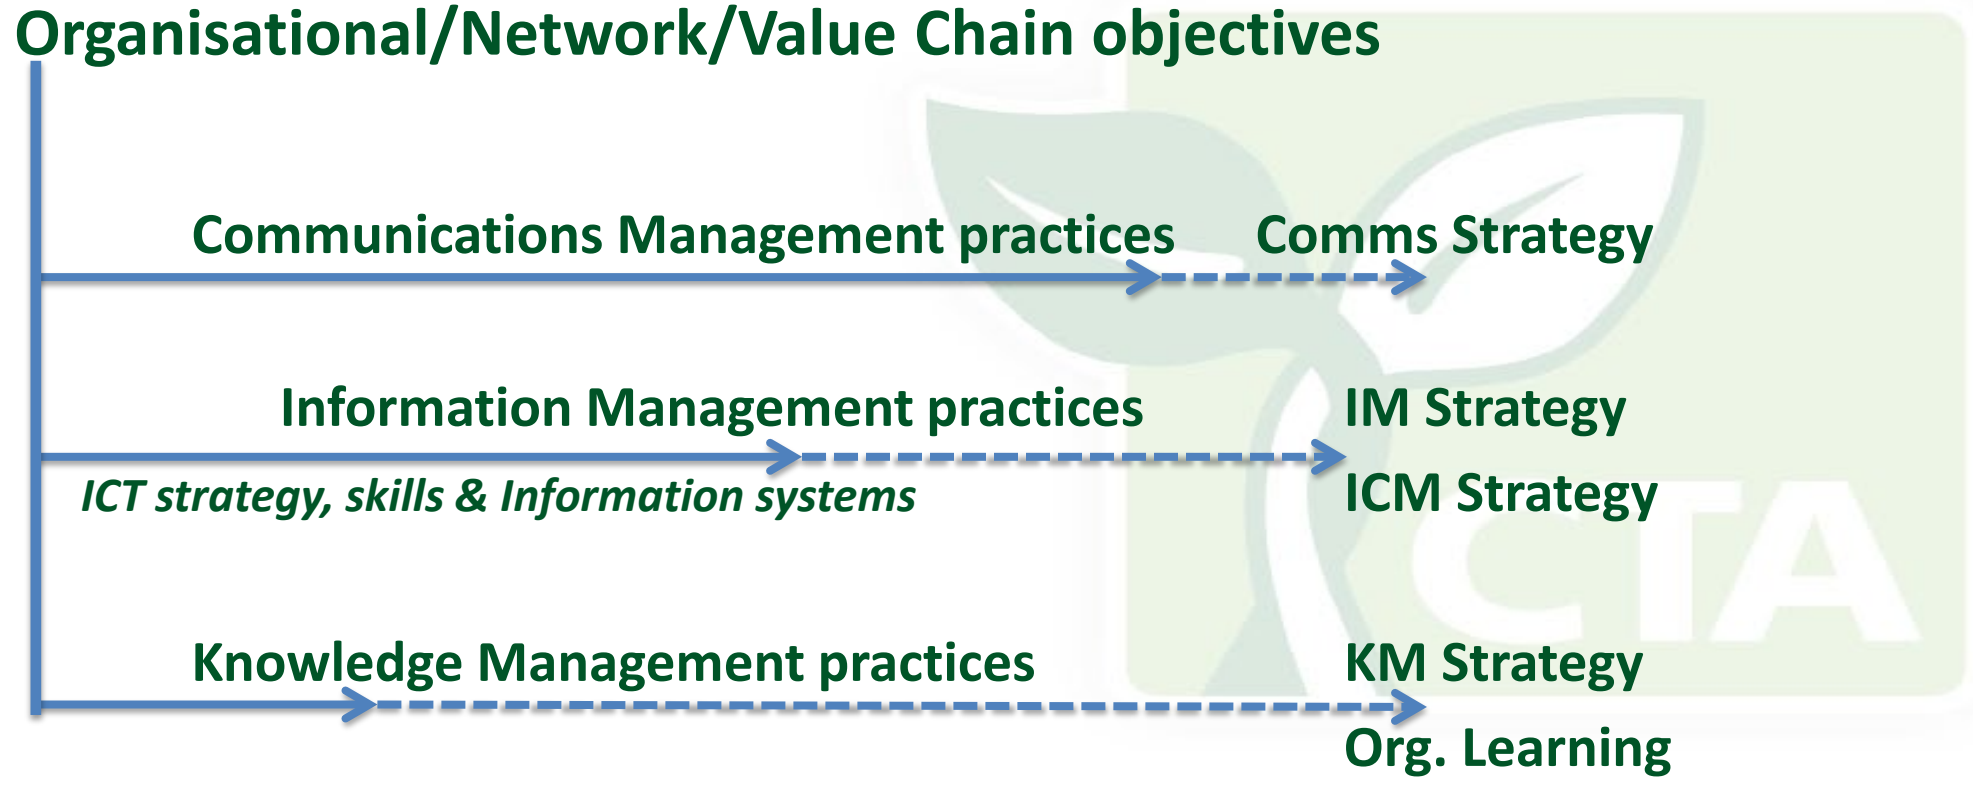 Organisational/Network/Value Chain objectives
Communications Management practices Comms Strategy
Information Management practices IM Strategy
ICT strategy, skills & Information systems ICM Strategy
CTA
Knowledge Management practices KM Strategy
Org. Learning